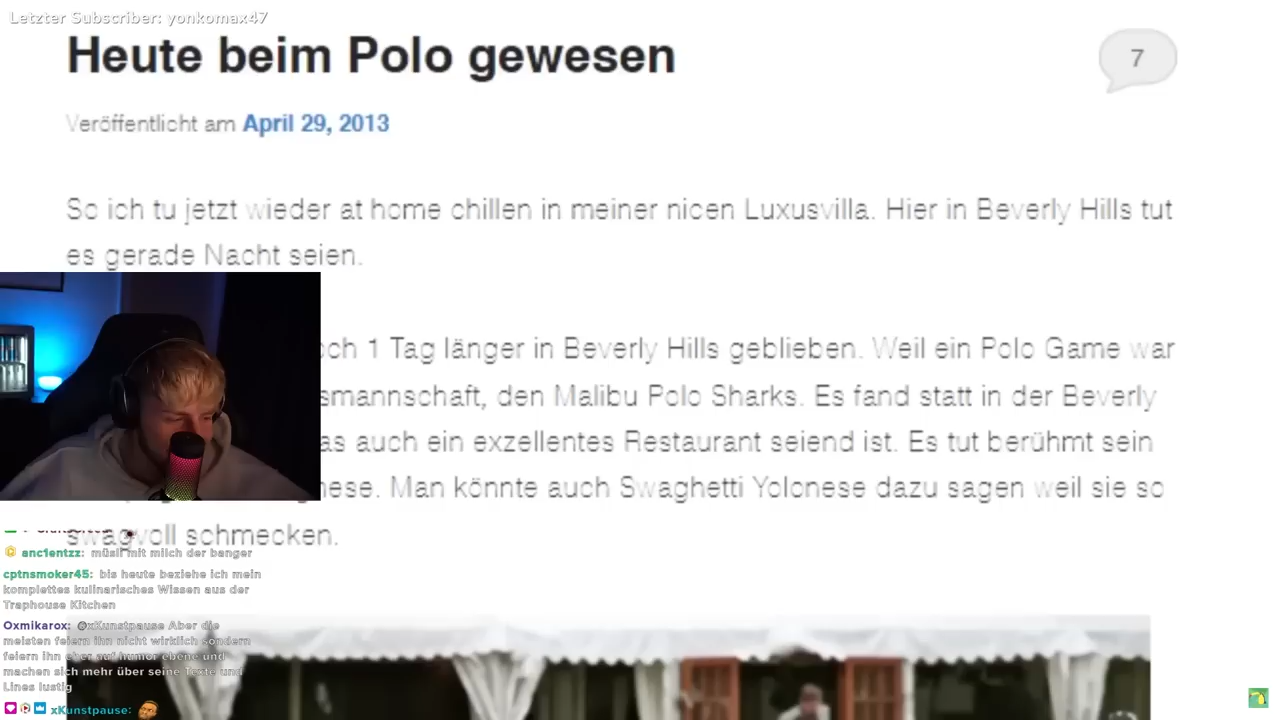 Letzter Subscriber: yonkomax47
Heute beim Polo gewesen
7
Veröffentlicht am April 29, 2013
So ich tu jetzt wieder at home chillen in meiner nicen Luxusvilla. Hier in Beverly Hills tut
es gerade Nacht seien.
och 1 Tag länger in Beverly Hills geblieben. Weil ein Polo Game war
smannschaft, den Malibu Polo Sharks. Es fand statt in der Beverly
as auch ein exzellentes Restaurant seiend ist. Es tut berühmt sein
nese. Man könnte auch Swaghetti Yolonese dazu sagen weil sie so
swagvoll schmecken.
anc1entzz: müsli mit milch der banger
cptnsmoker45: bis heute beziehe ich mein
komplettes kulinarisches Wissen aus der
Traphouse Kitchen
Oxmikarox: @xKunstpause Aber die
meisten feiern ihn nicht wirklich sondern
feiern ihn eher auf humor ebene und
machen sich mehr über seine Texte und
Lines lustig
xKunstpause: